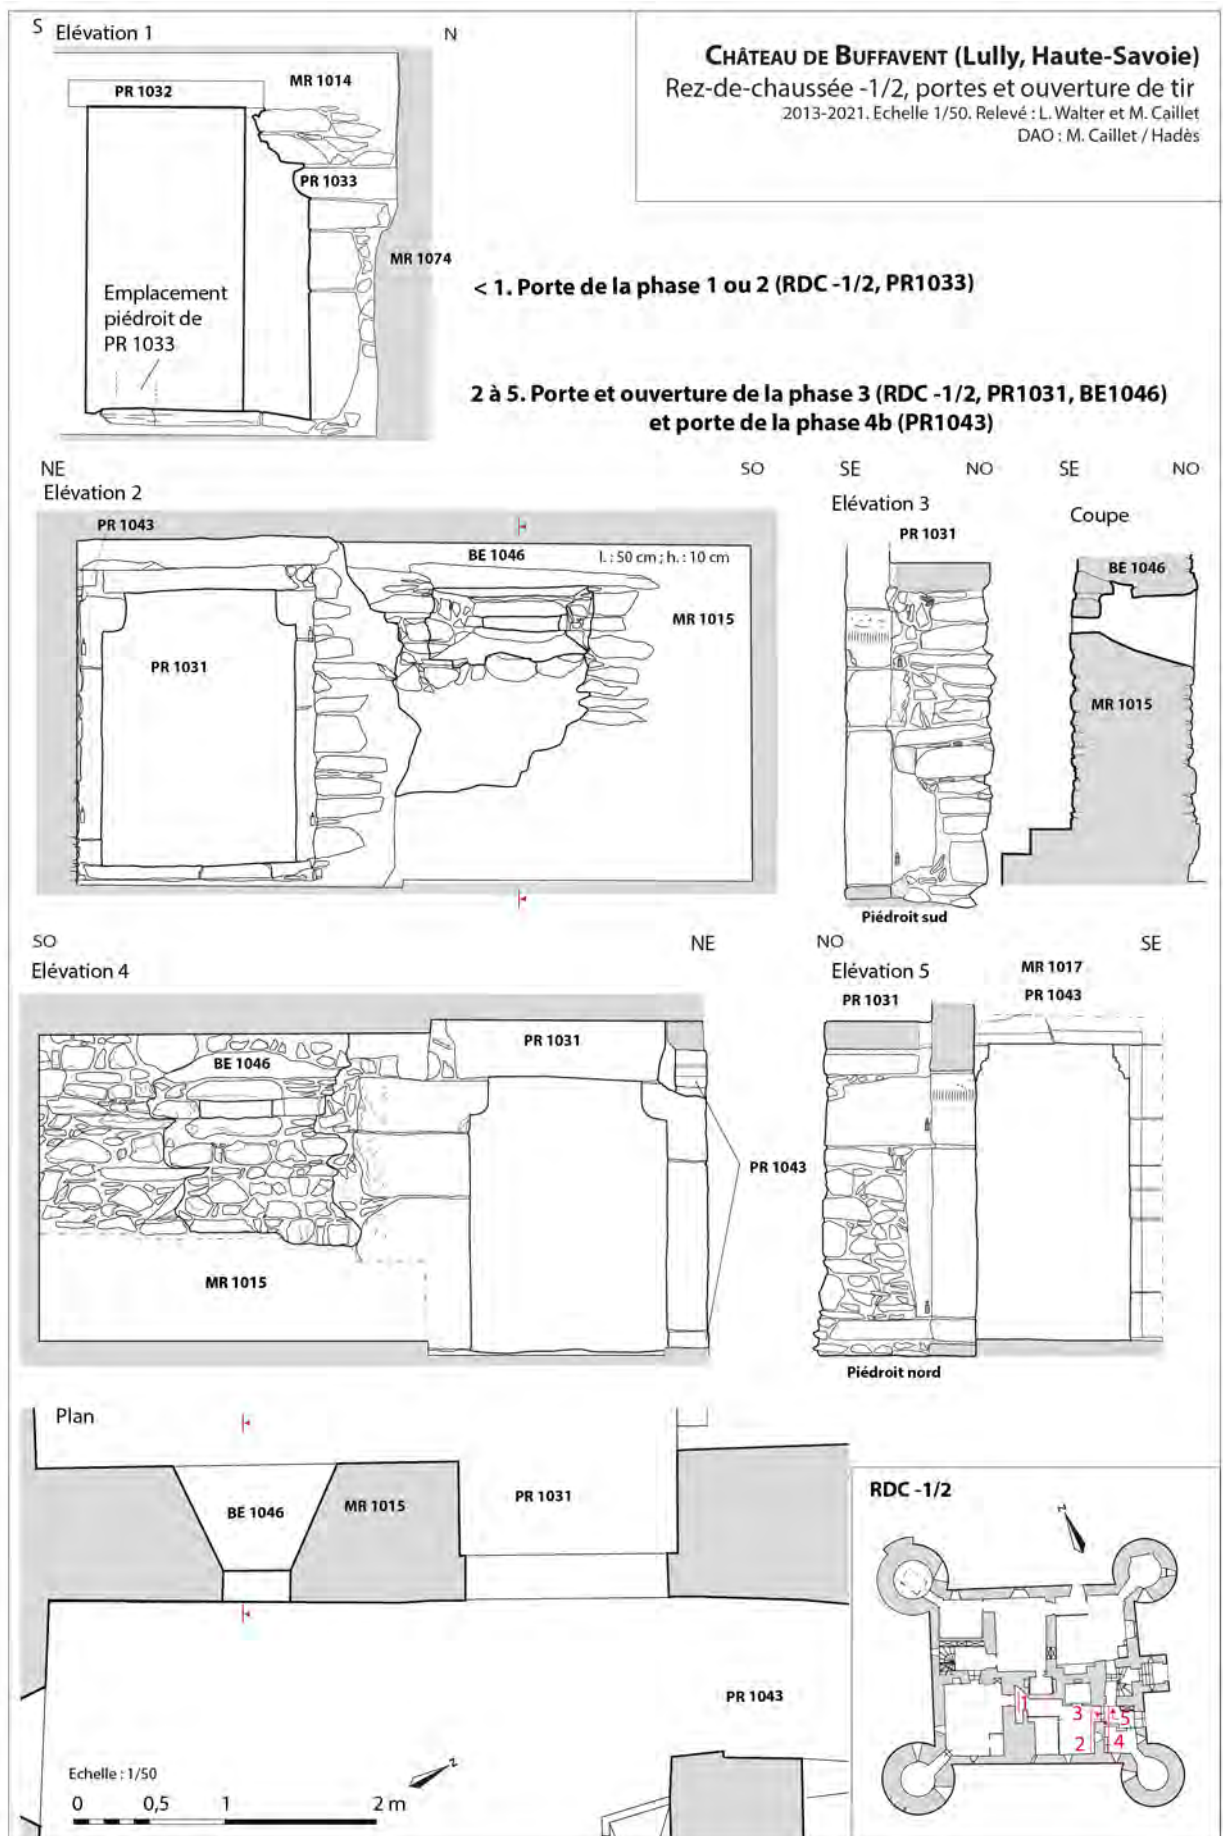 S Elévation 1 N
CHÂTEAU DE BUFFAVENT (Lully, Haute-Savoie)
Rez-de-chaussée -1/2, portes et ouverture de tir
2013-2021. Echelle 1/50. Relevé : L. Walter et M. Caillet
DAO : M. Caillet / Hadès
PR 1032
MR 1014
PR 1033
MR 1074
Emplacement
piédroit de
PR 1033
< 1. Porte de la phase 1 ou 2 (RDC -1/2, PR1033)
2 à 5. Porte et ouverture de la phase 3 (RDC -1/2, PR1031, BE1046)
et porte de la phase 4b (PR1043)
NE SO
Elévation 2
PR 1043
BE 1046
l. : 50 cm ; h. : 10 cm
MR 1015
PR 1031
SE NO
Elévation 3
PR 1031
Piédroit sud
SE NO
Coupe
BE 1046
MR 1015
SO NE
Elévation 4
PR 1031
BE 1046
PR 1043
MR 1015
NO SE
Elévation 5
MR 1017
PR 1031
PR 1043
Piédroit nord
Plan
BE 1046
MR 1015
PR 1031
PR 1043
Echelle : 1/50
0 0,5 1 2 m
z
RDC -1/2
z
1
3
5
2
4